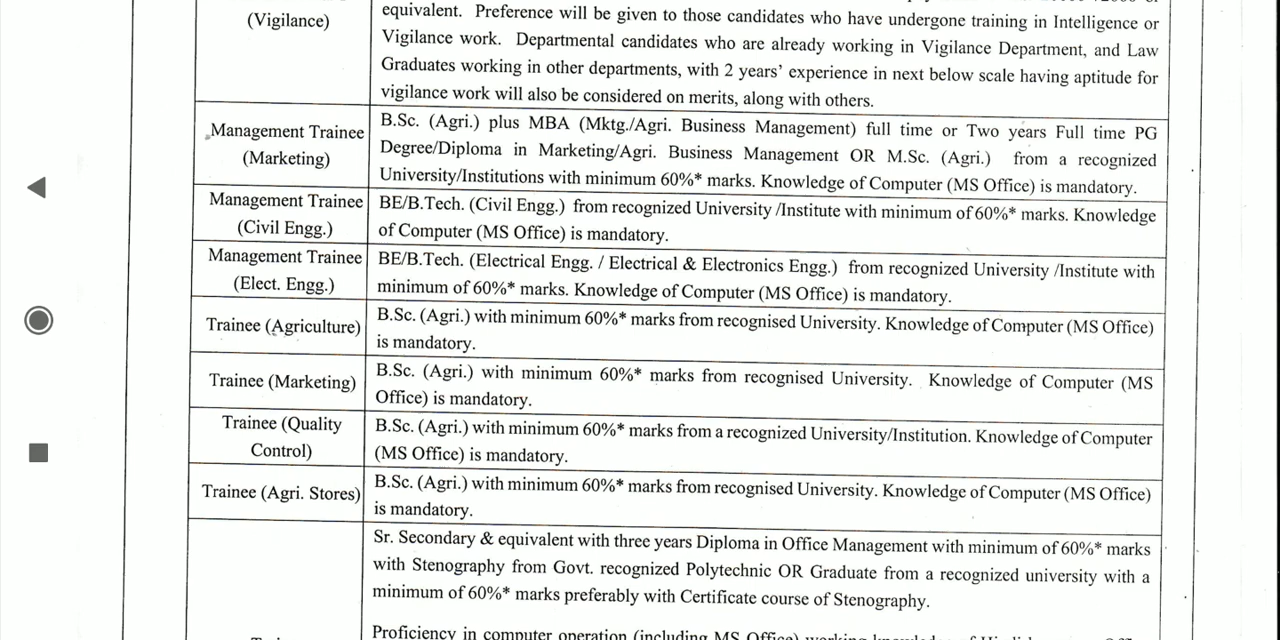 (Vigilance)
equivalent. Preference will be given to those candidates who have undergone training in Intelligence or
Vigilance work. Departmental candidates who are already working in Vigilance Department, and Law
Graduates working in other departments, with 2 years' experience in next below scale having aptitude for
vigilance work will also be considered on merits, along with others.
Management Trainee
(Marketing)
B.Sc. (Agri.) plus MBA (Mktg./Agri. Business Management) full time or Two years Full time PG
Degree/Diploma in Marketing/Agri. Business Management OR M.Sc. (Agri.) from a recognized
University/Institutions with minimum 60%* marks. Knowledge of Computer (MS Office) is mandatory.
Management Trainee
(Civil Engg.)
BE/B.Tech. (Civil Engg.) from recognized University /Institute with minimum of 60%* marks. Knowledge
of Computer (MS Office) is mandatory.
Management Trainee
(Elect. Engg.)
BE/B.Tech. (Electrical Engg. / Electrical & Electronics Engg.) from recognized University /Institute with
minimum of 60%* marks. Knowledge of Computer (MS Office) is mandatory.
Trainee (Agriculture)
B.Sc. (Agri.) with minimum 60%* marks from recognised University. Knowledge of Computer (MS Office)
is mandatory.
Trainee (Marketing)
B.Sc. (Agri.) with minimum 60%* marks from recognised University. Knowledge of Computer (MS
Office) is mandatory.
Trainee (Quality
Control)
B.Sc. (Agri.) with minimum 60%* marks from a recognized University/Institution. Knowledge of Computer
(MS Office) is mandatory.
Trainee (Agri. Stores)
B.Sc. (Agri.) with minimum 60%* marks from recognised University. Knowledge of Computer (MS Office)
is mandatory.
Sr. Secondary & equivalent with three years Diploma in Office Management with minimum of 60%* marks
with Stenography from Govt. recognized Polytechnic OR Graduate from a recognized university with a
minimum of 60%* marks preferably with Certificate course of Stenography.
Proficiency in computer operation (including MS Office)